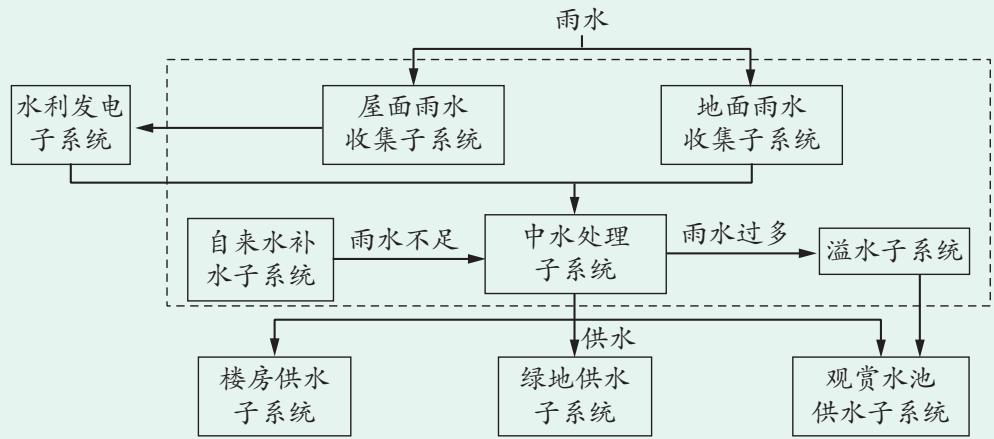 雨水
水利发电
子系统
屋面雨水
收集子系统
地面雨水
收集子系统
自来水补
水子系统
雨水不足
中水处理
子系统
雨水过多
溢水子系统
供水
楼房供水
子系统
绿地供水
子系统
观赏水池
供水子系统